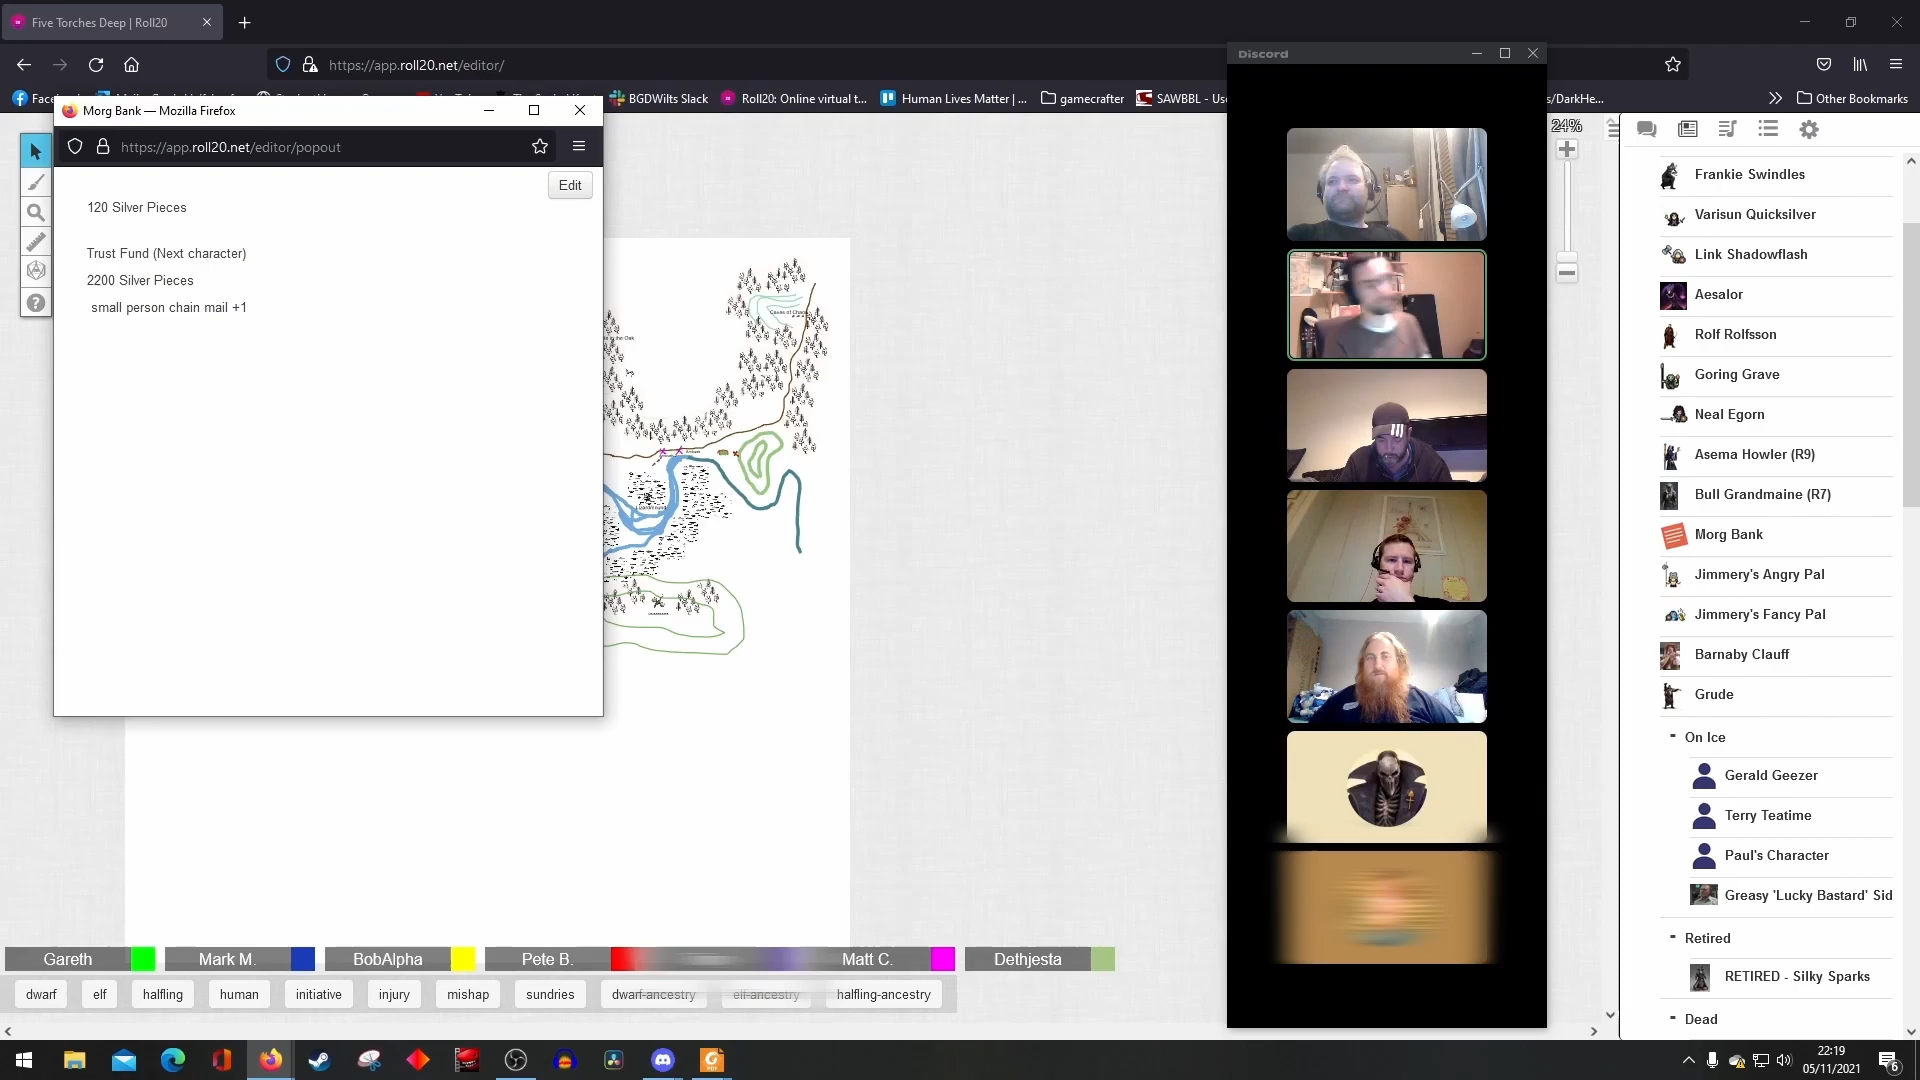 Five Torches Deep | Roll20
https://app.roll20.net/editor/
BGDWilts Slack
Roll20: Online virtual t...
Human Lives Matter | ...
gamecrafter
SAWBBL - Us
s/DarkHe...
Other Bookmarks
Morg Bank — Mozilla Firefox
https://app.roll20.net/editor/popout
Edit
120 Silver Pieces
Trust Fund (Next character)
2200 Silver Pieces
small person chain mail +1
Discord
24%
Frankie Swindles
Varisun Quicksilver
Link Shadowflash
Aesalor
Rolf Rolfsson
Goring Grave
Neal Egorn
Asema Howler (R9)
Bull Grandmaine (R7)
Morg Bank
Jimmery's Angry Pal
Jimmery's Fancy Pal
Barnaby Clauff
Grude
On Ice
Gerald Geezer
Terry Teatime
Paul's Character
Greasy 'Lucky Bastard' Sid
Retired
RETIRED - Silky Sparks
Dead
Gareth
Mark M.
BobAlpha
Pete B.
Matt C.
Dethjesta
dwarf
elf
halfling
human
initiative
injury
mishap
sundries
dwarf-ancestry
elf-ancestry
halfling-ancestry
22:19
05/11/2021
6